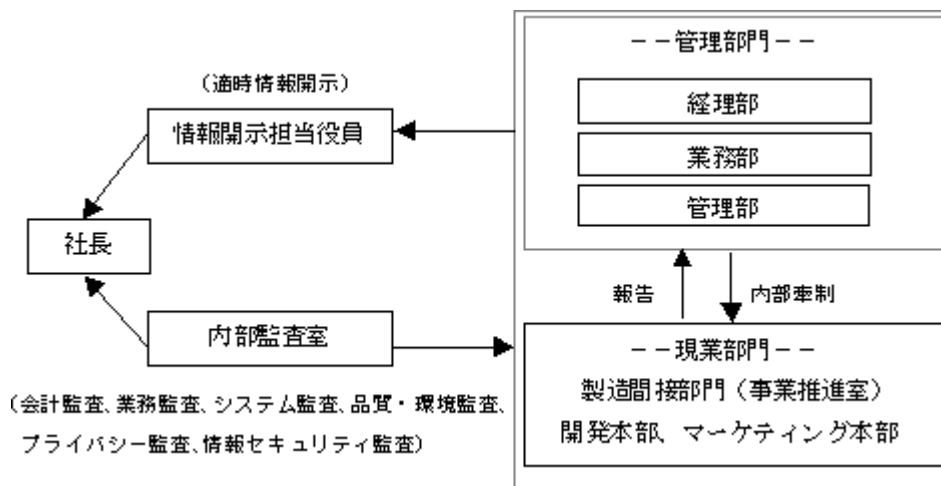 －－管理部門－－
（適時情報開示）
経理部
情報開示担当役員
業務部
管理部
社長
報告
内部牽制
内部監査室
－－現業部門－－
製造間接部門（事業推進室）
開発本部、マーケティング本部
（会計監査、業務監査、システム監査、品質・環境監査、
プライバシー監査、情報セキュリティ監査）